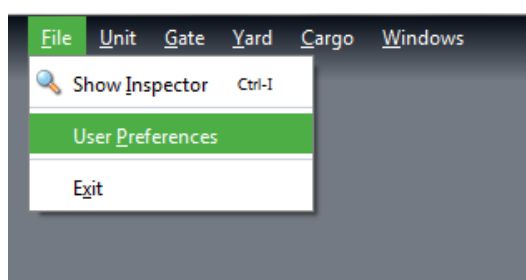 File Unit Gate Yard Cargo Windows
Show Inspector Ctrl-I
User Preferences
Exit